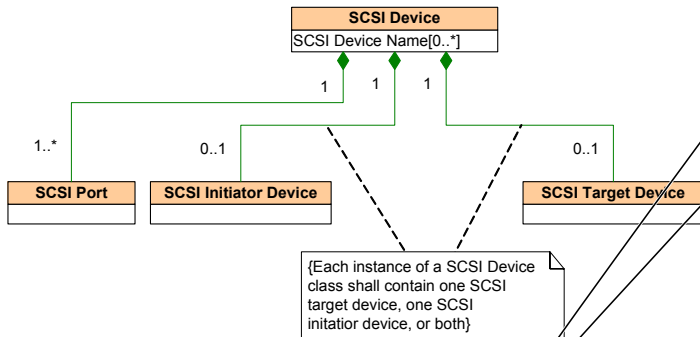 SCSI Device
SCSI Device Name[0..*]
1
1
1
1..*
0..1
0..1
SCSI Port
SCSI Initiator Device
SCSI Target Device
{Each instance of a SCSI Device
class shall contain one SCSI
target device, one SCSI
initatior device, or both}